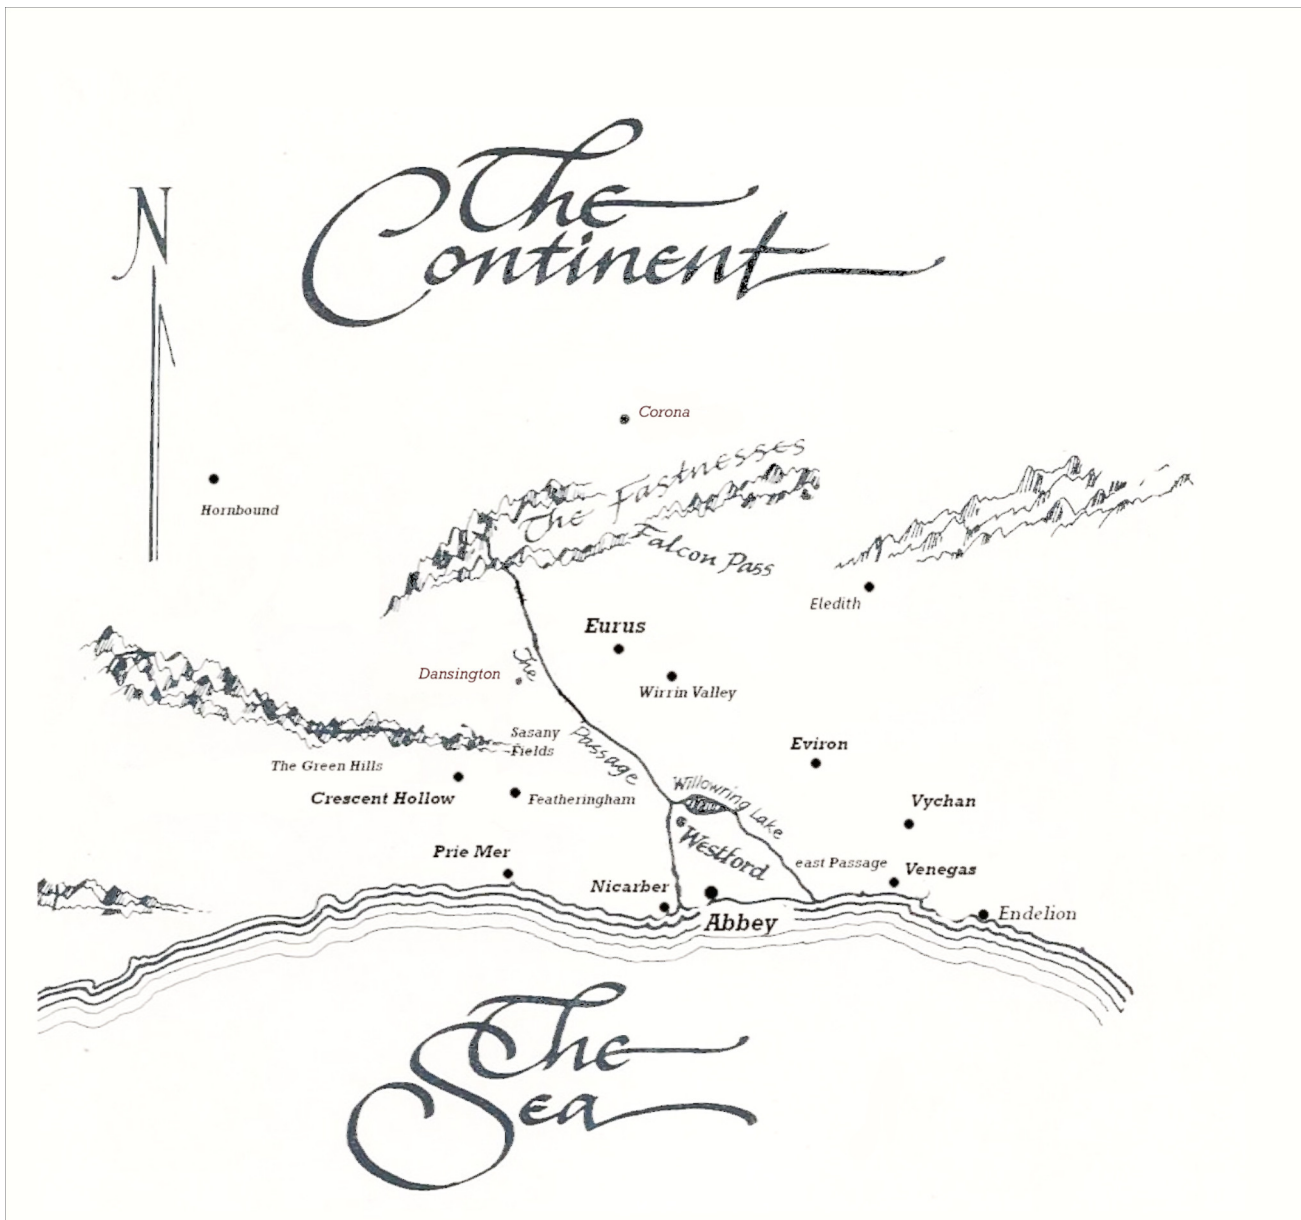 The
Continent
N
Corona
The Fastnesses
Hornbound
Falcon Pass
Eledith
Eurus
The
Dansington
Wirrin Valley
Sasany
Fields
Passage
Eviron
The Green Hills
Crescent Hollow
Featheringham
Willowring Lake
Vychan
Westford
Prie Mer
east Passage
Venegas
Nicarber
Abbey
Endelion
The
Sea